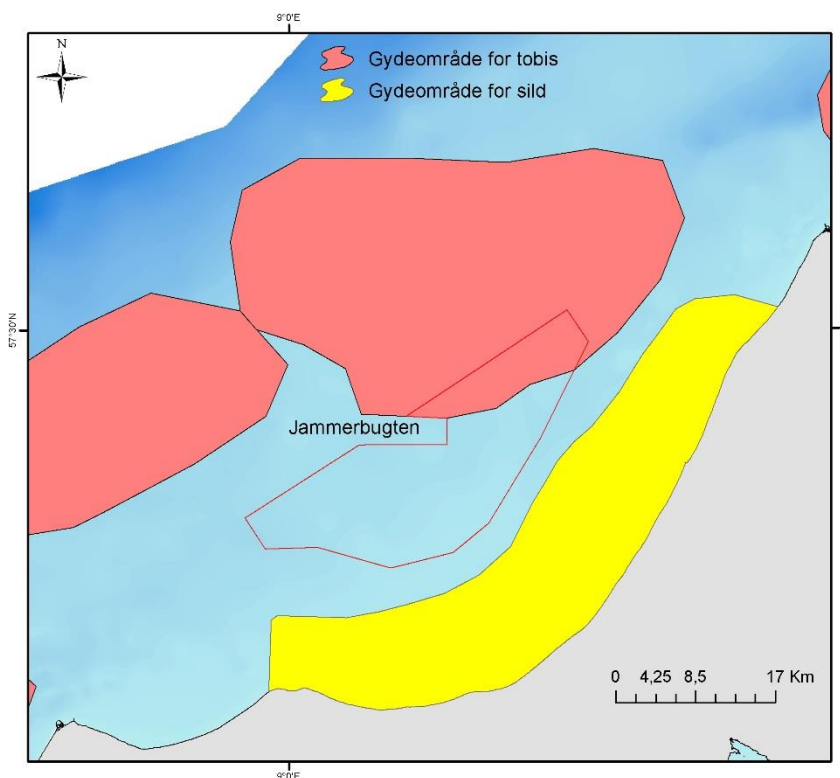 9°0'E
N
Gydeområde for tobis
Gydeområde for sild
57°30'N
Jammerbugten
0 4,25 8,5 17 Km
9°0'E